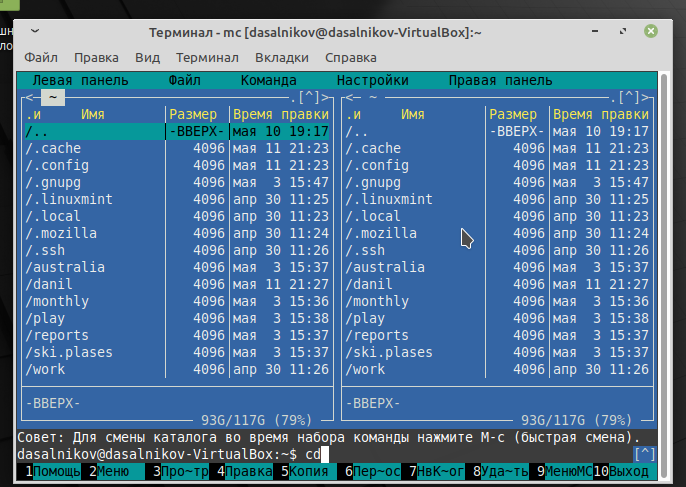 Терминал - mc [dasalnikov@dasalnikov-VirtualBox]:~
Файл Правка Вид Терминал Вкладки Справка
Левая панель Файл Команда Настройки Правая панель
<- ~ .[^]> <- ~ .[^]>
.и Имя Размер Время правки .и Имя Размер Время правки
/.. -ВВЕРХ- мая 10 19:17 /.. -ВВЕРХ- мая 10 19:17
/.cache 4096 мая 11 21:23 /.cache 4096 мая 11 21:23
/.config 4096 мая 11 21:23 /.config 4096 мая 11 21:23
/.gnupg 4096 мая 3 15:47 /.gnupg 4096 мая 3 15:47
/.linuxmint 4096 апр 30 11:25 /.linuxmint 4096 апр 30 11:25
/.local 4096 апр 30 11:23 /.local 4096 апр 30 11:23
/.mozilla 4096 апр 30 11:24 /.mozilla 4096 апр 30 11:24
/.ssh 4096 апр 30 11:26 /.ssh 4096 апр 30 11:26
/australia 4096 мая 3 15:37 /australia 4096 мая 3 15:37
/danil 4096 мая 11 21:27 /danil 4096 мая 11 21:27
/monthly 4096 мая 3 15:36 /monthly 4096 мая 3 15:36
/play 4096 мая 3 15:38 /play 4096 мая 3 15:38
/reports 4096 мая 3 15:37 /reports 4096 мая 3 15:37
/ski.plases 4096 мая 3 15:37 /ski.plases 4096 мая 3 15:37
/work 4096 апр 30 11:26 /work 4096 апр 30 11:26
-ВВЕРХ- -ВВЕРХ-
93G/117G (79%) 93G/117G (79%)
Совет: Для смены каталога во время набора команды нажмите M-c (быстрая смена).
dasalnikov@dasalnikov-VirtualBox:~$ cd [^]
1Помощь 2Меню 3Про~тр 4Правка 5Копия 6Пер~ос 7НвК~ог 8Уда~ть 9МенюMC 10Выход